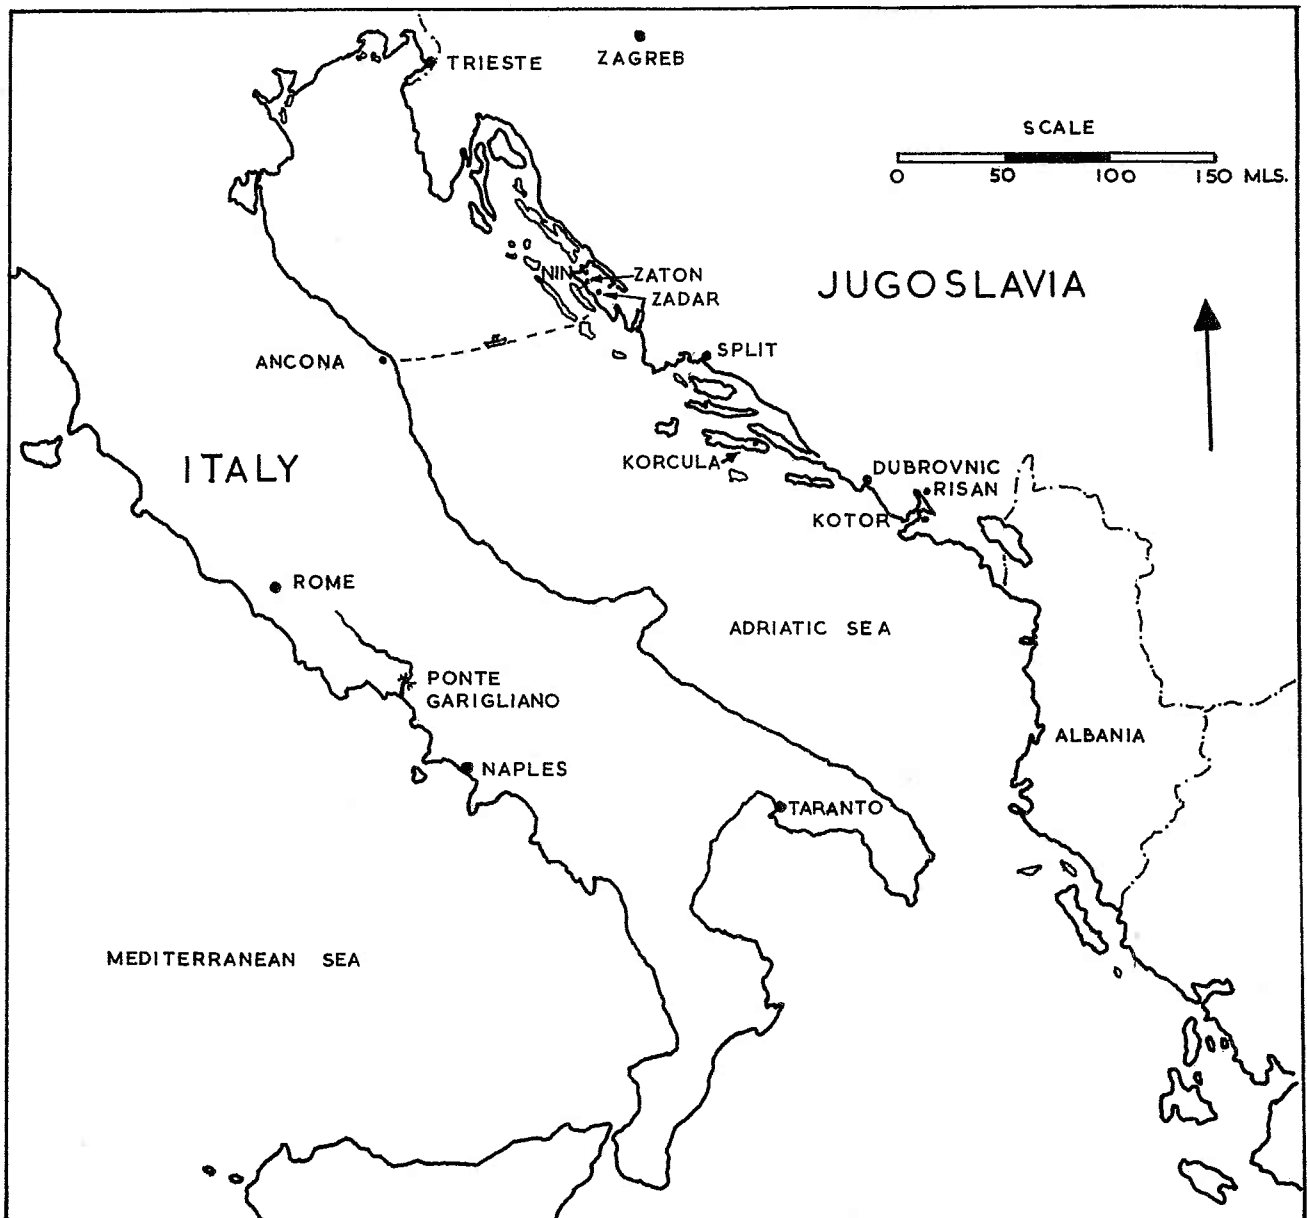 TRIESTE
ZAGREB
SCALE
0 50 100 150 MLS.
NIN
ZATON
ZADAR
JUGOSLAVIA
ANCONA
SPLIT
ITALY
KORCULA
DUBROVNIC
RISAN
KOTOR
ROME
ADRIATIC SEA
PONTE
GARIGLIANO
ALBANIA
NAPLES
TARANTO
MEDITERRANEAN SEA